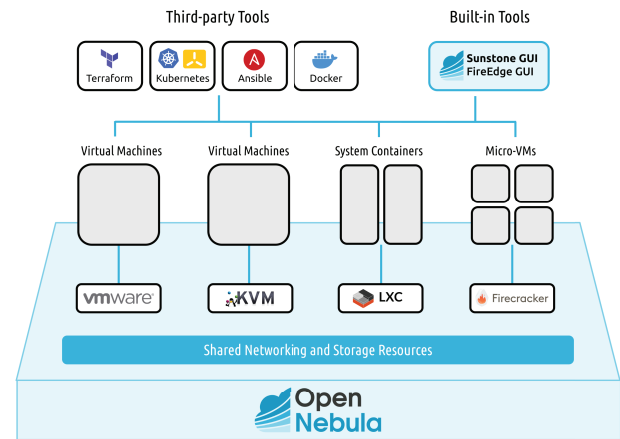 Third-party Tools
Built-in Tools
Terraform
Kubernetes
Ansible
Docker
Sunstone GUI
FireEdge GUI
Virtual Machines
Virtual Machines
System Containers
Micro-VMs
vmware®
KVM
LXC
Firecracker
Shared Networking and Storage Resources
Open
Nebula